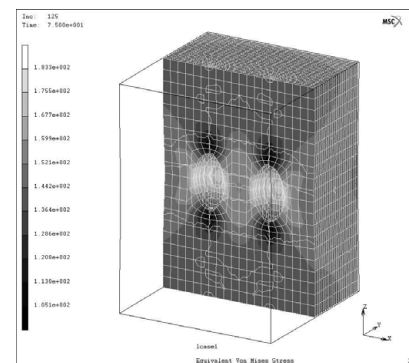 Inc: 125
Time: 7.500e+001
MSC
1.833e+002
1.755e+002
1.677e+002
1.599e+002
1.521e+002
1.442e+002
1.364e+002
1.286e+002
1.208e+002
1.130e+002
1.051e+002
Z
Y
X
lcase1
Equivalent Von Mises Stress